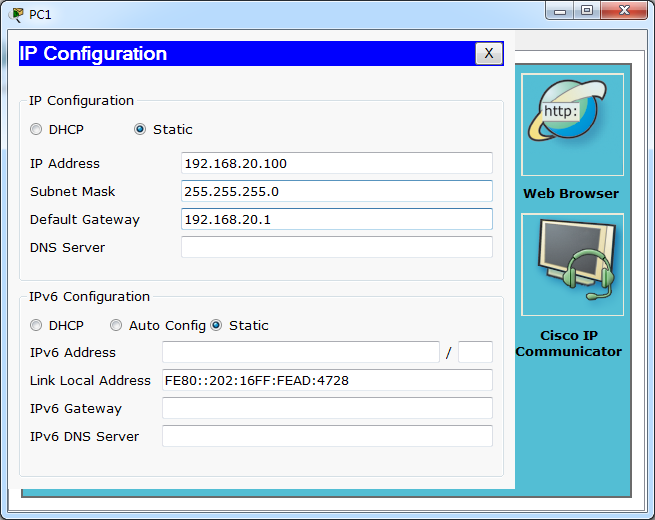 PC1
IP Configuration
X
IP Configuration
DHCP
Static
IP Address 192.168.20.100
Subnet Mask 255.255.255.0
Default Gateway 192.168.20.1
DNS Server
IPv6 Configuration
DHCP Auto Config Static
IPv6 Address /
Link Local Address FE80::202:16FF:FEAD:4728
IPv6 Gateway
IPv6 DNS Server
http:
Web Browser
Cisco IP
Communicator